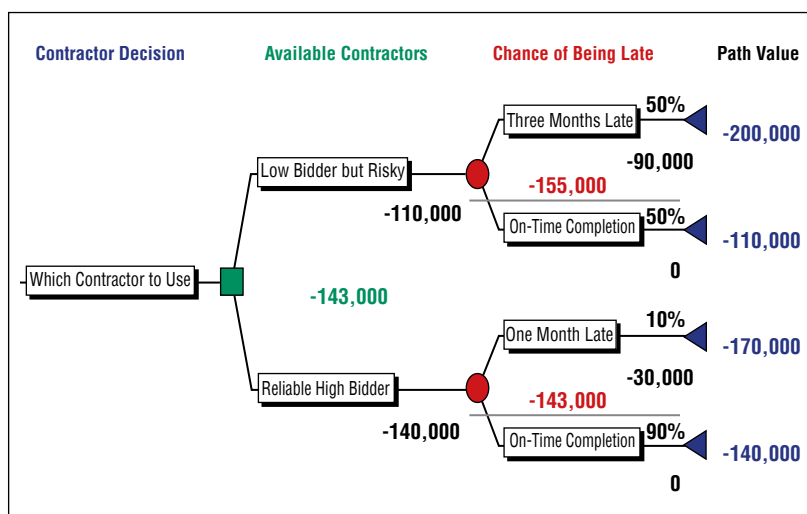 Contractor Decision
Available Contractors
Chance of Being Late
Path Value
50%
Three Months Late
-200,000
-90,000
Low Bidder but Risky
-155,000
-110,000
On-Time Completion
50%
-110,000
0
Which Contractor to Use
-143,000
10%
One Month Late
-170,000
-30,000
Reliable High Bidder
-143,000
-140,000
On-Time Completion
90%
-140,000
0